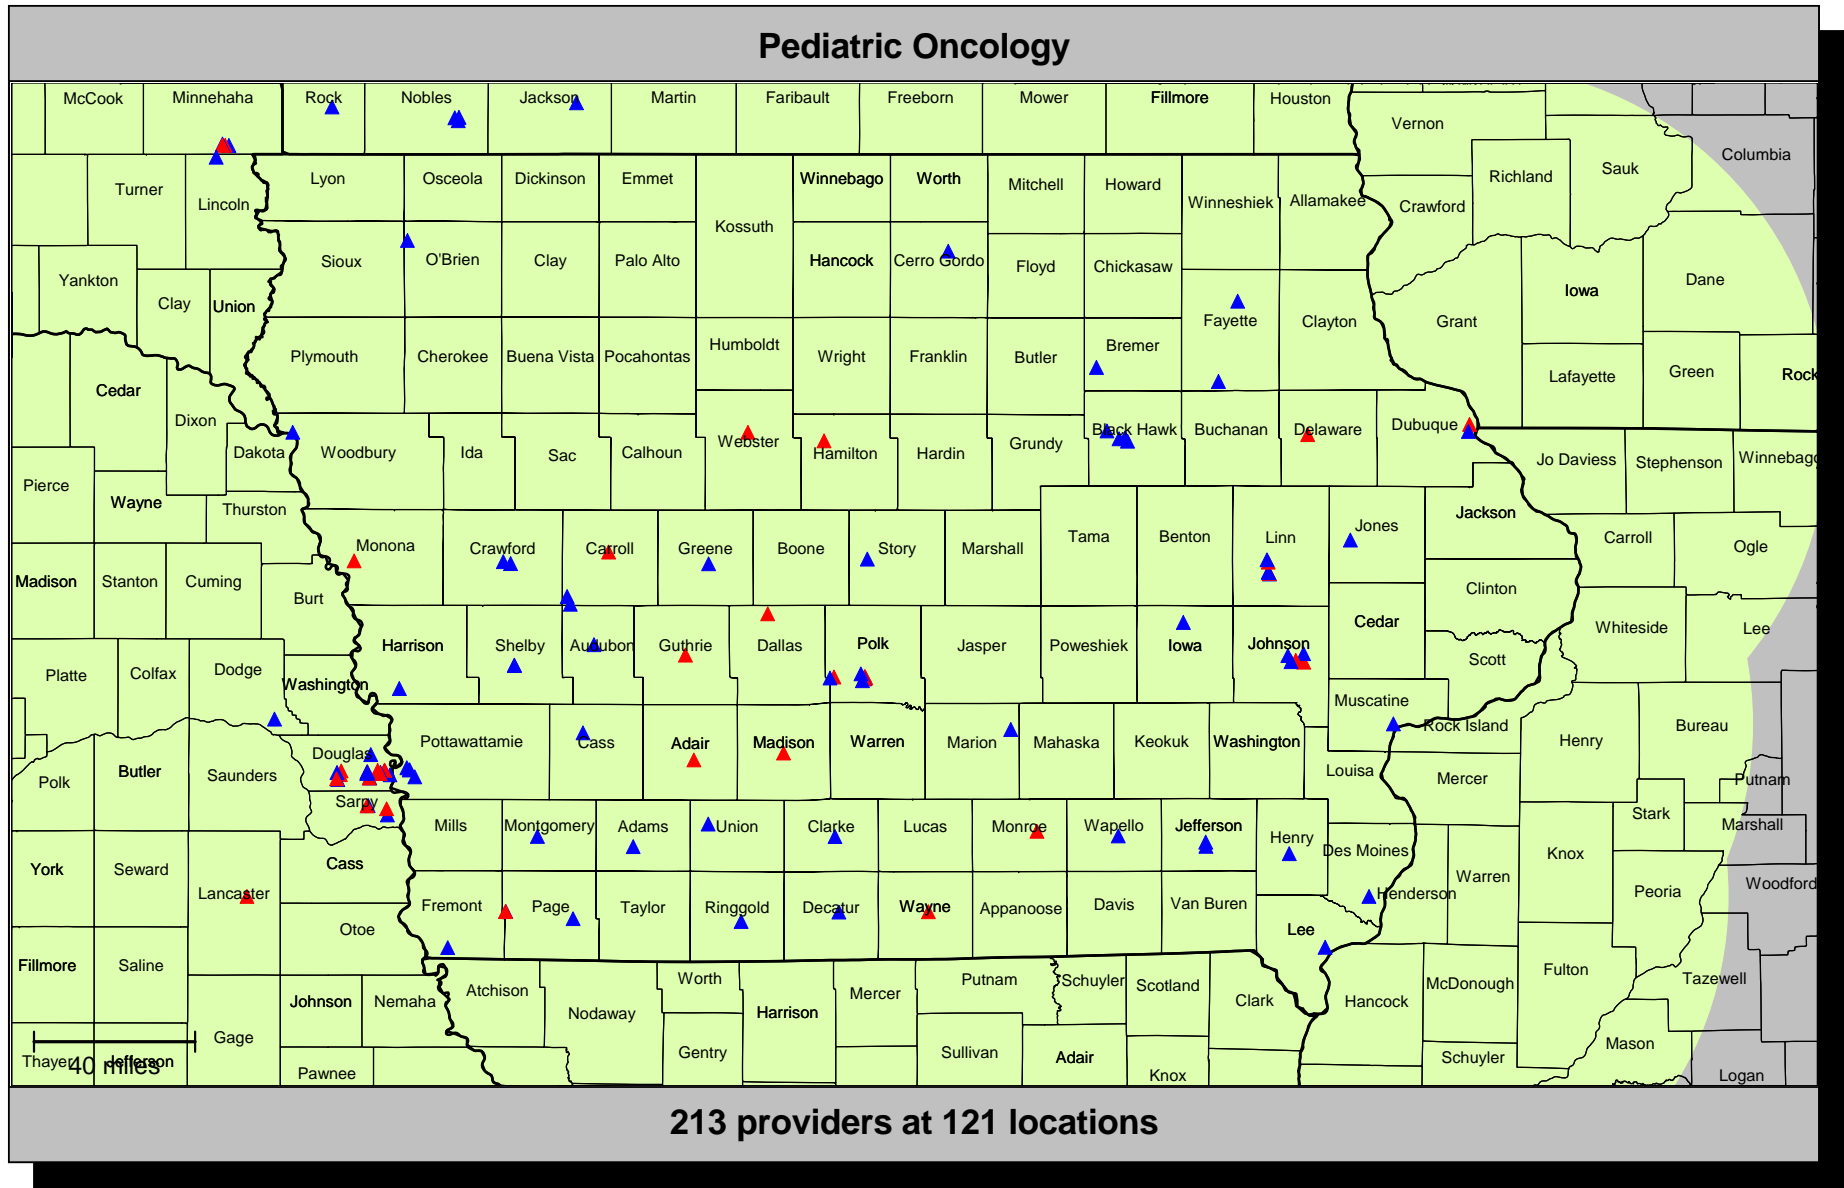 Pediatric Oncology
McCook Minnehaha Rock Nobles Jackson Martin Faribault Freeborn Mower Fillmore Houston
Vernon
Columbia
Sauk
Richland
Turner Lyon Osceola Dickinson Emmet Winnebago Worth Mitchell Howard
Lincoln Winneshiek Allamakee Crawford
Kossuth
Yankton Sioux O'Brien Clay Palo Alto Hancock Cerro Gordo Floyd Chickasaw Dane
Clay Union Iowa
Fayette Clayton Grant
Plymouth Cherokee Buena Vista Pocahontas Humboldt Wright Franklin Butler Bremer
Cedar Lafayette Green Rock
Dixon Dubuque
Dakota Woodbury Ida Sac Calhoun Webster Hamilton Hardin Grundy Black Hawk Buchanan Delaware
Jo Daviess Stephenson Winnebago
Pierce
Wayne Thurston Jackson
Monona Crawford Carroll Greene Boone Story Marshall Tama Benton Linn Jones Carroll Ogle
Madison Stanton Cuming Burt Clinton
Cedar Whiteside Lee
Harrison Shelby Audubon Guthrie Dallas Polk Jasper Poweshiek Iowa Johnson
Scott
Platte Colfax Dodge Washington
Muscatine
Rock Island Bureau
Pottawattamie Cass Adair Madison Warren Marion Mahaska Keokuk Washington Henry
Douglas
Polk Butler Saunders Louisa Mercer Putnam
Sarpy
Stark Marshall
Mills Montgomery Adams Union Clarke Lucas Monroe Wapello Jefferson Henry
Des Moines Knox
York Seward Cass
Lancaster Henderson Warren Peoria Woodford
Fremont Page Taylor Ringgold Decatur Wayne Appanoose Davis Van Buren
Otoe Lee
Fillmore Saline Fulton
Tazewell
Johnson Nemaha Atchison Worth Mercer Putnam Schuyler Scotland Clark Hancock McDonough
Nodaway Harrison
Gage Mason
Gentry Sullivan Adair Schuyler
Thayer Jefferson
40 miles
Pawnee Knox Logan
213 providers at 121 locations